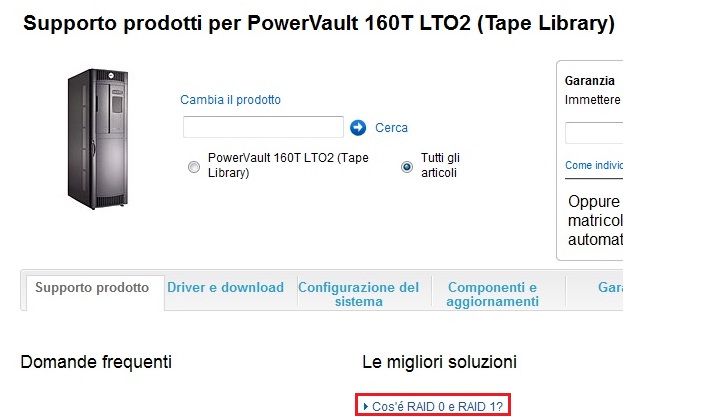 Supporto prodotti per PowerVault 160T LTO2 (Tape Library)
Cambia il prodotto
Cerca
PowerVault 160T LTO2 (Tape
Library)
Tutti gli
articoli
Garanzia
Immettere
Come indivi
Oppure
matricol
automat
Supporto prodotto
Driver e download
Configurazione del
sistema
Componenti e
aggiornamenti
Gara
Domande frequenti
Le migliori soluzioni
Cos'é RAID 0 e RAID 1?